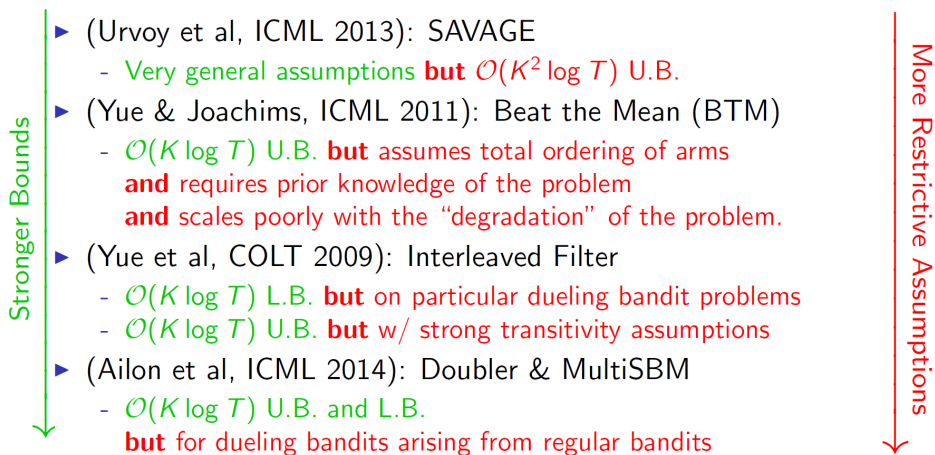 Stronger Bounds
▶ (Urvoy et al, ICML 2013): SAVAGE
- Very general assumptions but O(K² log T) U.B.
▶ (Yue & Joachims, ICML 2011): Beat the Mean (BTM)
- O(K log T) U.B. but assumes total ordering of arms
and requires prior knowledge of the problem
and scales poorly with the “degradation” of the problem.
▶ (Yue et al, COLT 2009): Interleaved Filter
- O(K log T) L.B. but on particular dueling bandit problems
- O(K log T) U.B. but w/ strong transitivity assumptions
▶ (Ailon et al, ICML 2014): Doubler & MultiSBM
- O(K log T) U.B. and L.B.
but for dueling bandits arising from regular bandits
More Restrictive Assumptions